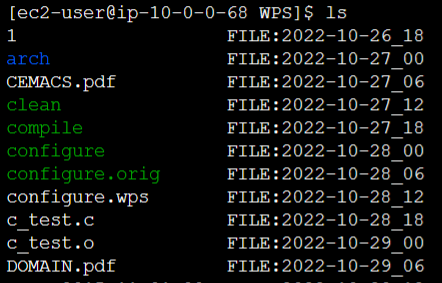 [ec2-user@ip-10-0-0-68 WPS]$ ls
1 FILE:2022-10-26_18
arch FILE:2022-10-27_00
CEMACS.pdf FILE:2022-10-27_06
clean FILE:2022-10-27_12
compile FILE:2022-10-27_18
configure FILE:2022-10-28_00
configure.orig FILE:2022-10-28_06
configure.wps FILE:2022-10-28_12
c_test.c FILE:2022-10-28_18
c_test.o FILE:2022-10-29_00
DOMAIN.pdf FILE:2022-10-29_06